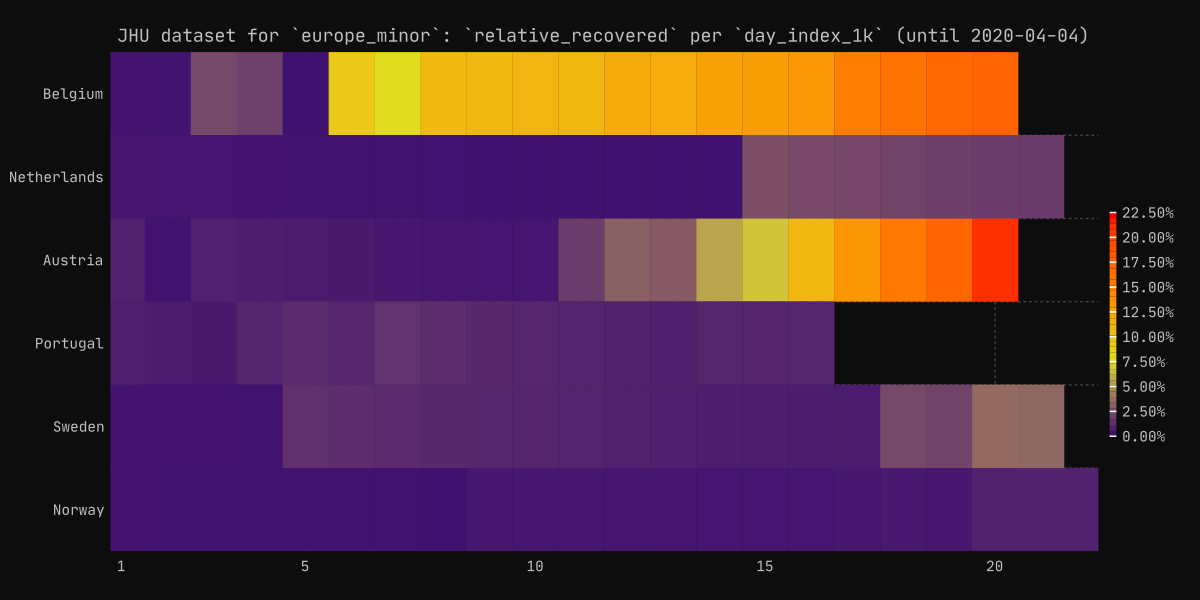 JHU dataset for `europe_minor`: `relative_recovered` per `day_index_1k` (until 2020-04-04)
Belgium
Netherlands
Austria
Portugal
Sweden
Norway
22.50%
20.00%
17.50%
15.00%
12.50%
10.00%
7.50%
5.00%
2.50%
0.00%
1 5 10 15 20